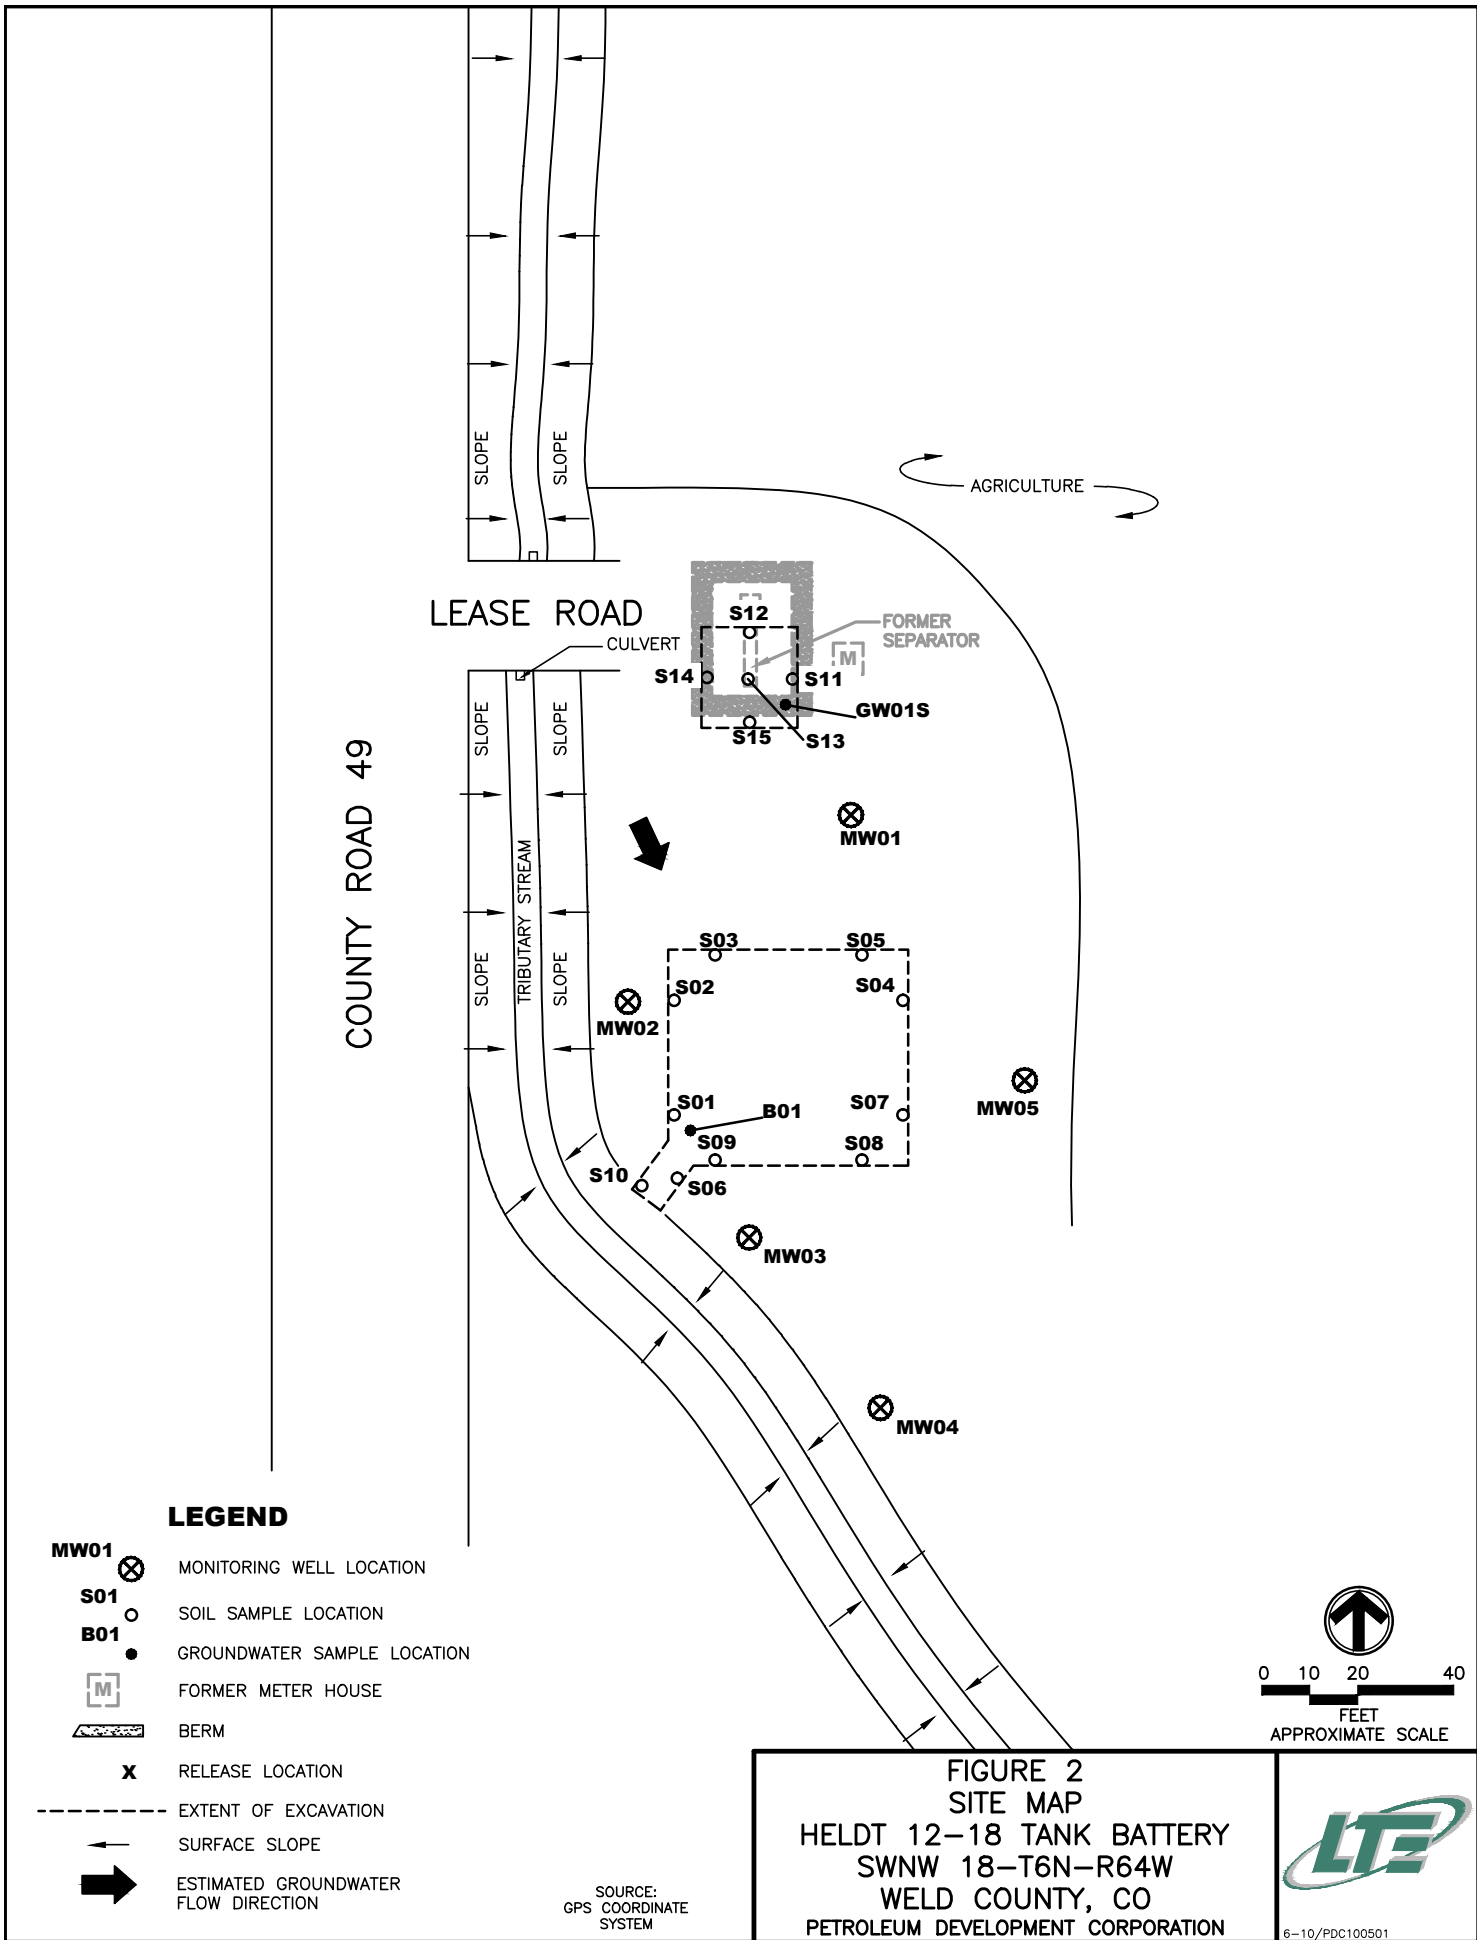 SLOPE
SLOPE
AGRICULTURE
LEASE ROAD
CULVERT
S12
FORMER
SEPARATOR
M
S14
S11
GW01S
S15
S13
SLOPE
SLOPE
COUNTY ROAD 49
MW01
TRIBUTARY STREAM
S03
S05
SLOPE
SLOPE
S02
S04
MW02
S01
B01
S07
MW05
S09
S08
S10
S06
MW03
MW04
LEGEND
MW01
MONITORING WELL LOCATION
S01
SOIL SAMPLE LOCATION
B01
GROUNDWATER SAMPLE LOCATION
M
FORMER METER HOUSE
BERM
X
RELEASE LOCATION
EXTENT OF EXCAVATION
SURFACE SLOPE
ESTIMATED GROUNDWATER
FLOW DIRECTION
SOURCE:
GPS COORDINATE
SYSTEM
0 10 20 40
FEET
APPROXIMATE SCALE
FIGURE 2
SITE MAP
HELDT 12-18 TANK BATTERY
SWNW 18-T6N-R64W
WELD COUNTY, CO
PETROLEUM DEVELOPMENT CORPORATION
LTE
6-10/PDC100501